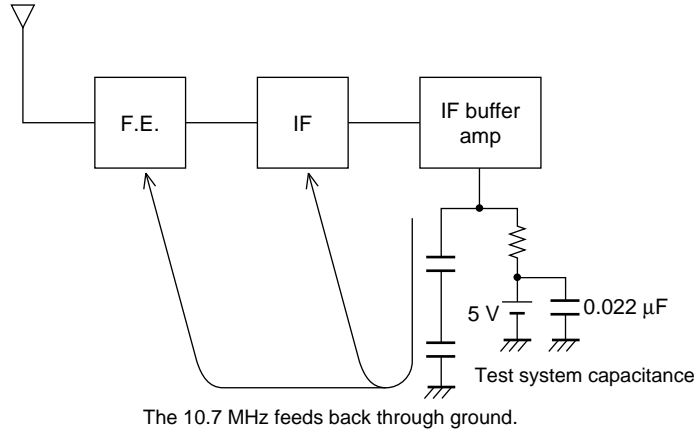 F.E.
IF
IF buffer
amp
5 V
0.022 µF
Test system capacitance
The 10.7 MHz feeds back through ground.